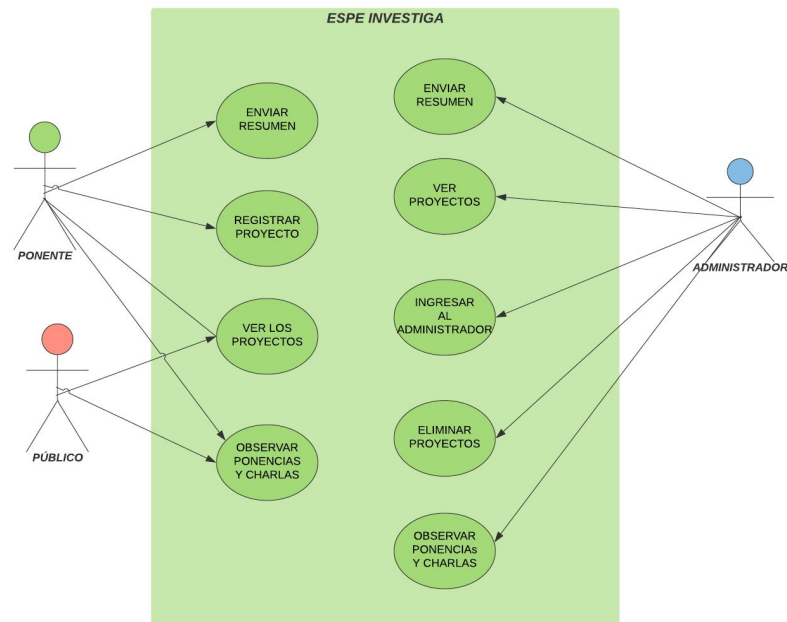 ESPE INVESTIGA
ENVIAR
RESUMEN
REGISTRAR
PROYECTO
VER LOS
PROYECTOS
OBSERVAR
PONENCIAS
Y CHARLAS
ENVIAR
RESUMEN
VER
PROYECTOS
INGRESAR
AL
ADMINISTRADOR
ELIMINAR
PROYECTOS
OBSERVAR
PONENCIAs
Y CHARLAS
PONENTE
PÚBLICO
ADMINISTRADOR